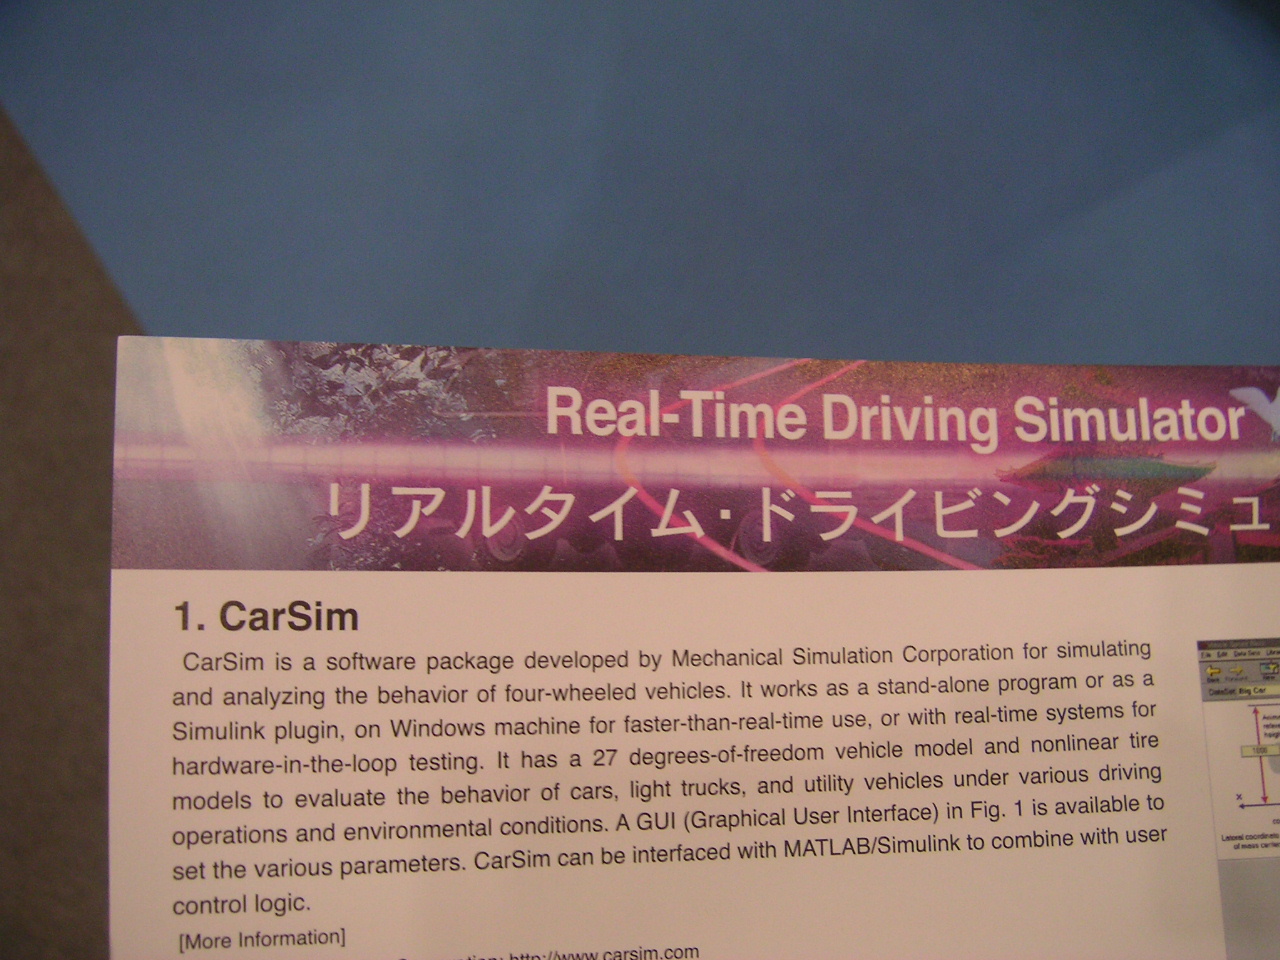 Real-Time Driving Simulator
リアルタイム・ドライビングシミュ
1. CarSim
CarSim is a software package developed by Mechanical Simulation Corporation for simulating
and analyzing the behavior of four-wheeled vehicles. It works as a stand-alone program or as a
Simulink plugin, on Windows machine for faster-than-real-time use, or with real-time systems for
hardware-in-the-loop testing. It has a 27 degrees-of-freedom vehicle model and nonlinear tire
models to evaluate the behavior of cars, light trucks, and utility vehicles under various driving
operations and environmental conditions. A GUI (Graphical User Interface) in Fig. 1 is available to
set the various parameters. CarSim can be interfaced with MATLAB/Simulink to combine with user
control logic.
[More Information]
http://www.carsim.com
Big Car
Lateral coordinate
of mass center